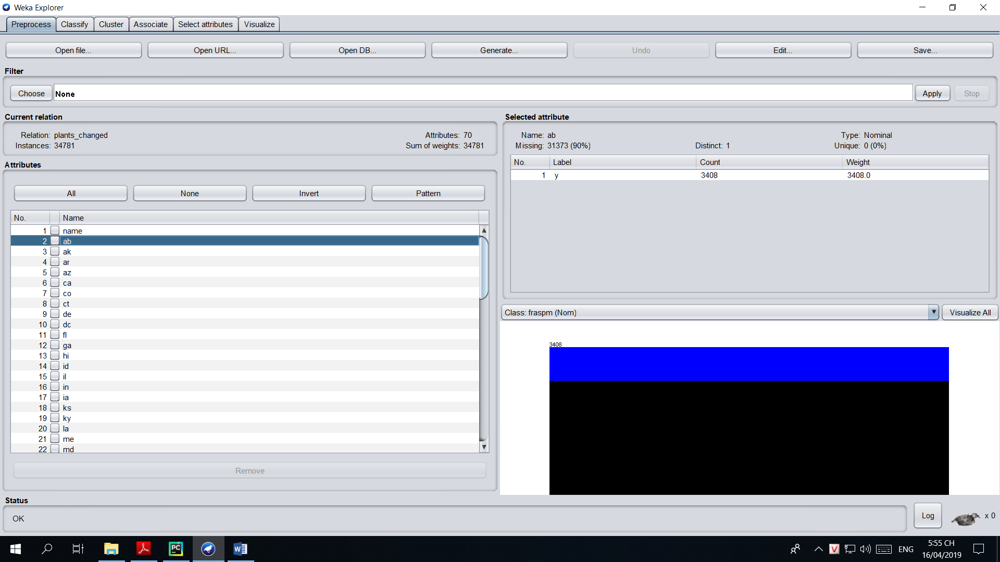 Weka Explorer
Preprocess Classify Cluster Associate Select attributes Visualize
Open file... Open URL... Open DB... Generate... Undo Edit... Save...
Filter
Choose None Apply Stop
Current relation
Relation: plants_changed Attributes: 70
Instances: 34781 Sum of weights: 34781
Attributes
All None Invert Pattern
No. Name
1 name
2 ab
3 ak
4 ar
5 az
6 ca
7 co
8 ct
9 de
10 dc
11 fl
12 ga
13 hi
14 id
15 il
16 in
17 ia
18 ks
19 ky
20 la
21 me
22 md
Remove
Selected attribute
Name: ab Type: Nominal
Missing: 31373 (90%) Distinct: 1 Unique: 0 (0%)
No. Label Count Weight
1 y 3408 3408.0
Class: fraspm (Nom) Visualize All
3408
Status
OK
Log x 0
PC
W
V
ENG
5:55 CH
16/04/2019